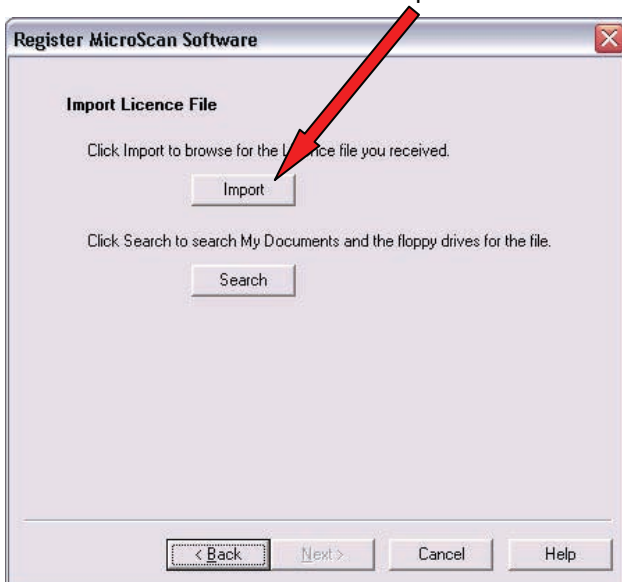 Register MicroScan Software
Import Licence File
Click Import to browse for the Licence file you received.
Import
Click Search to search My Documents and the floppy drives for the file.
Search
< Back Next > Cancel Help